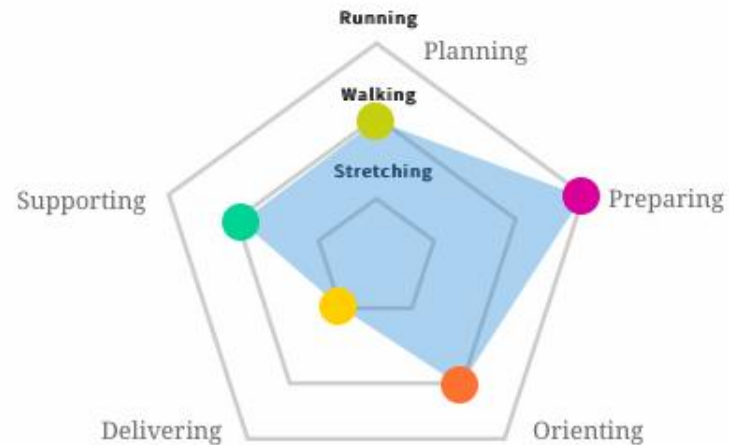 Running
Planning
Walking
Stretching
Supporting
Preparing
Delivering
Orienting